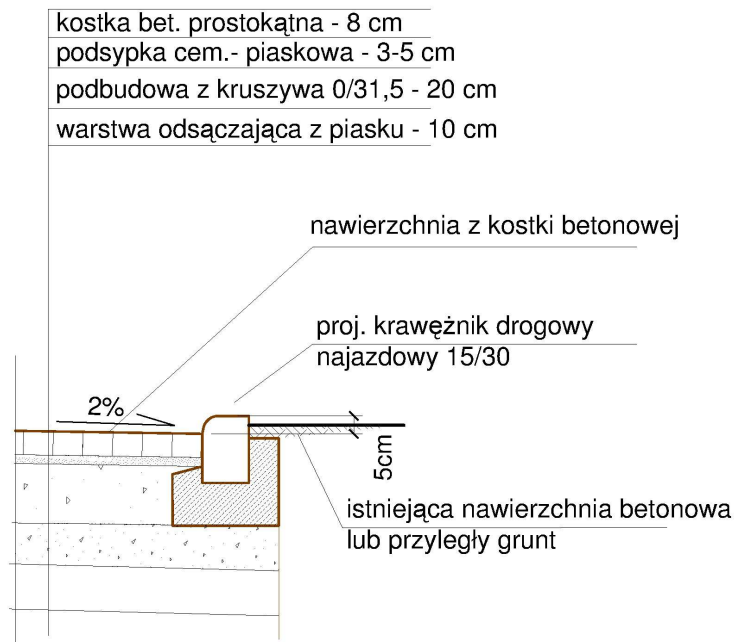 kostka bet. prostokątna - 8 cm
podsypka cem.- piaskowa - 3-5 cm
podbudowa z kruszywa 0/31,5 - 20 cm
warstwa odsączająca z piasku - 10 cm
nawierzchnia z kostki betonowej
proj. krawężnik drogowy
najazdowy 15/30
2%
5cm
istniejąca nawierzchnia betonowa
lub przyległy grunt